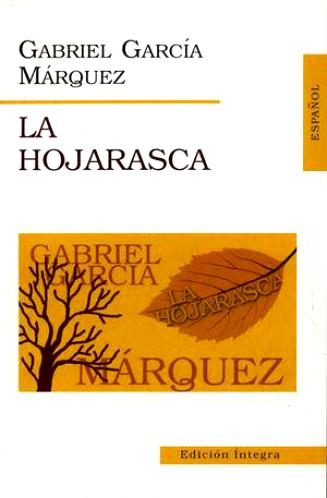 GABRIEL GARCÍA
MÁRQUEZ
LA
HOJARASCA
ESPAÑOL
GABRIEL
GARCÍA
LA
HOJARASCA
MÁRQUEZ
Edición Íntegra